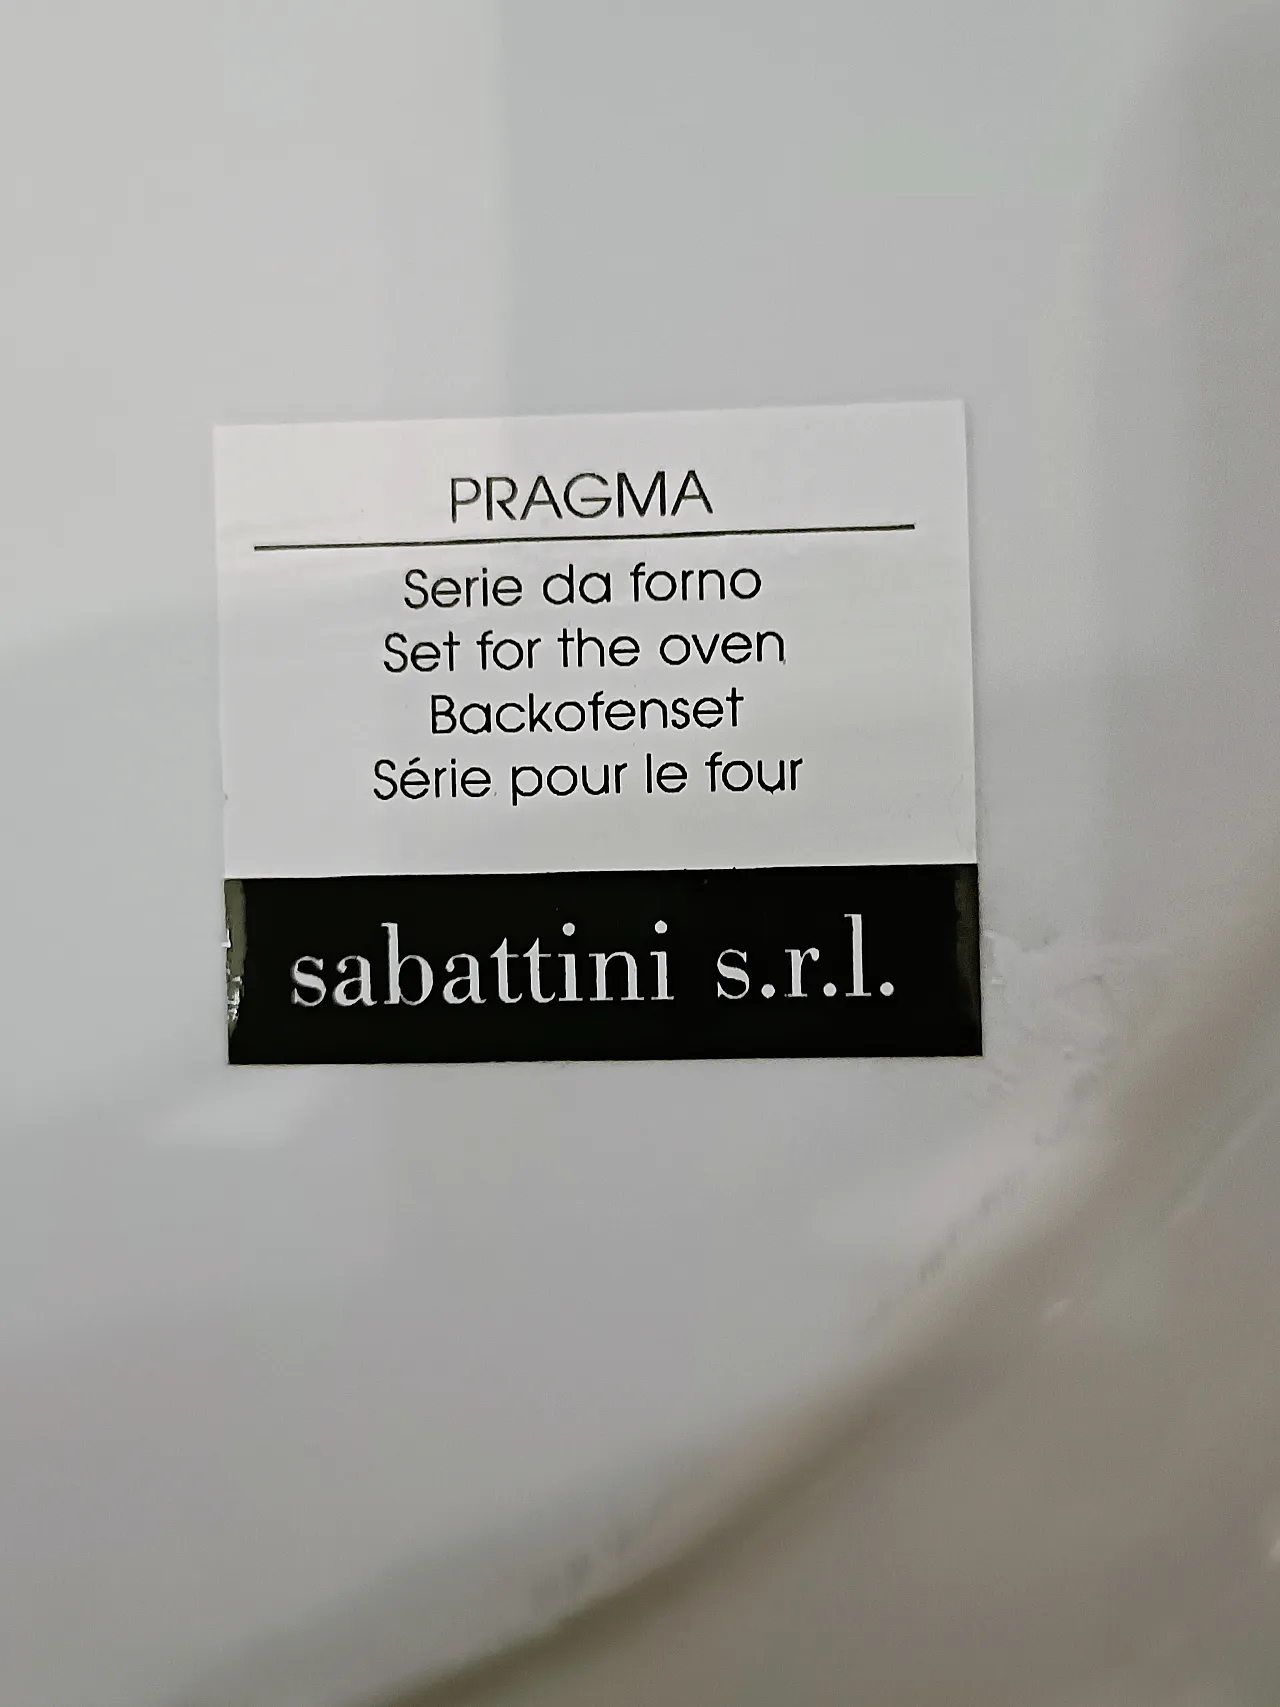 PRAGMA
Serie da forno
Set for the oven
Backofenset
Série pour le four
sabattini s.r.l.